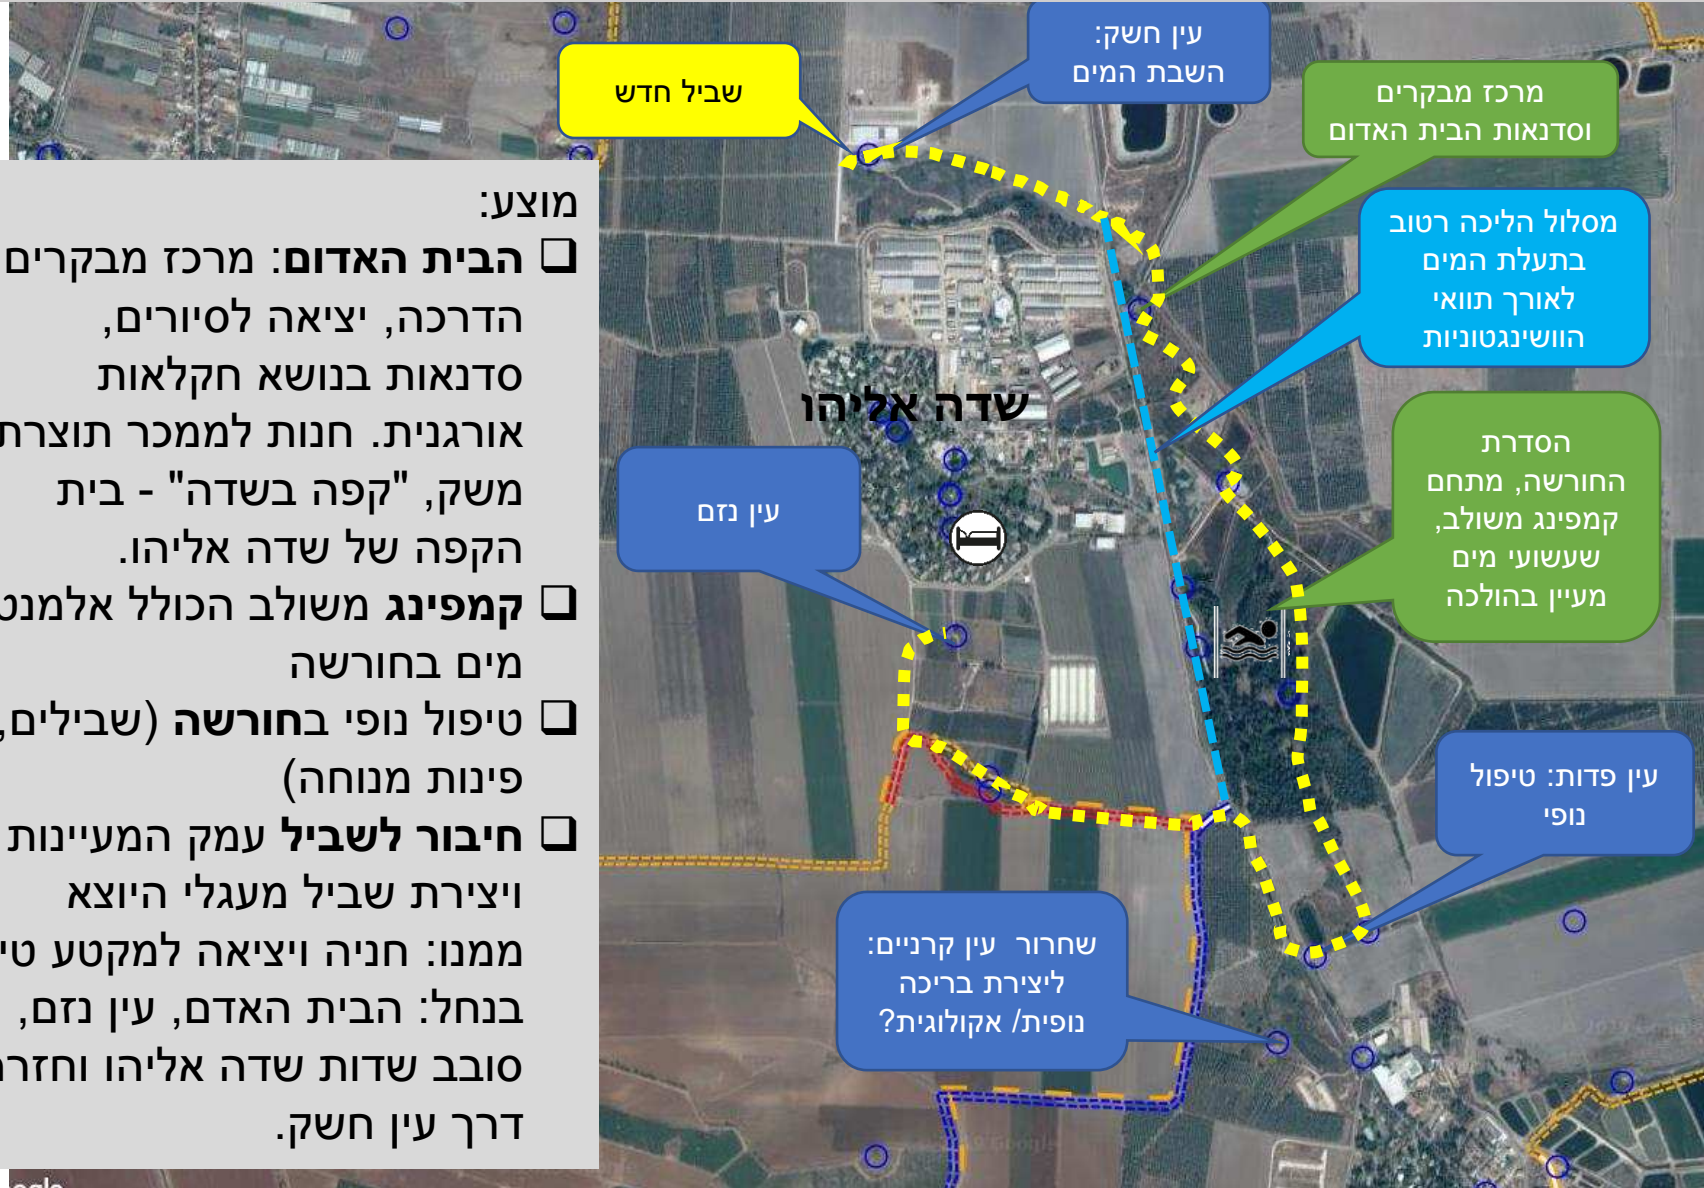 עין חשק:
השבת המים
שביל חדש
מרכז מבקרים
וסדנאות הבית האדום
מסלול הליכה רטוב
בתעלת המים
לאורך תוואי
הוושינגטוניות
הסדרת
החורשה, מתחם
קמפינג משולב,
שעשועי מים
מעיין בהולכה
שדה אליהו
עין נזם
עין פדות: טיפול
נופי
שחרור עין קרניים:
ליצירת בריכה
נופית/ אקולוגית?
מוצע:
❑ הבית האדום: מרכז מבקרים
הדרכה, יציאה לסיורים,
סדנאות בנושא חקלאות
אורגנית. חנות לממכר תוצרת
משק, "קפה בשדה" - בית
הקפה של שדה אליהו.
❑ קמפינג משולב הכולל אלמנט
מים בחורשה
❑ טיפול נופי בחורשה (שבילים,
פינות מנוחה)
❑ חיבור לשביל עמק המעיינות
ויצירת שביל מעגלי היוצא
ממנו: חניה ויציאה למקטע טי
בנחל: הבית האדם, עין נזם,
סובב שדות שדה אליהו וחזרה
דרך עין חשק.